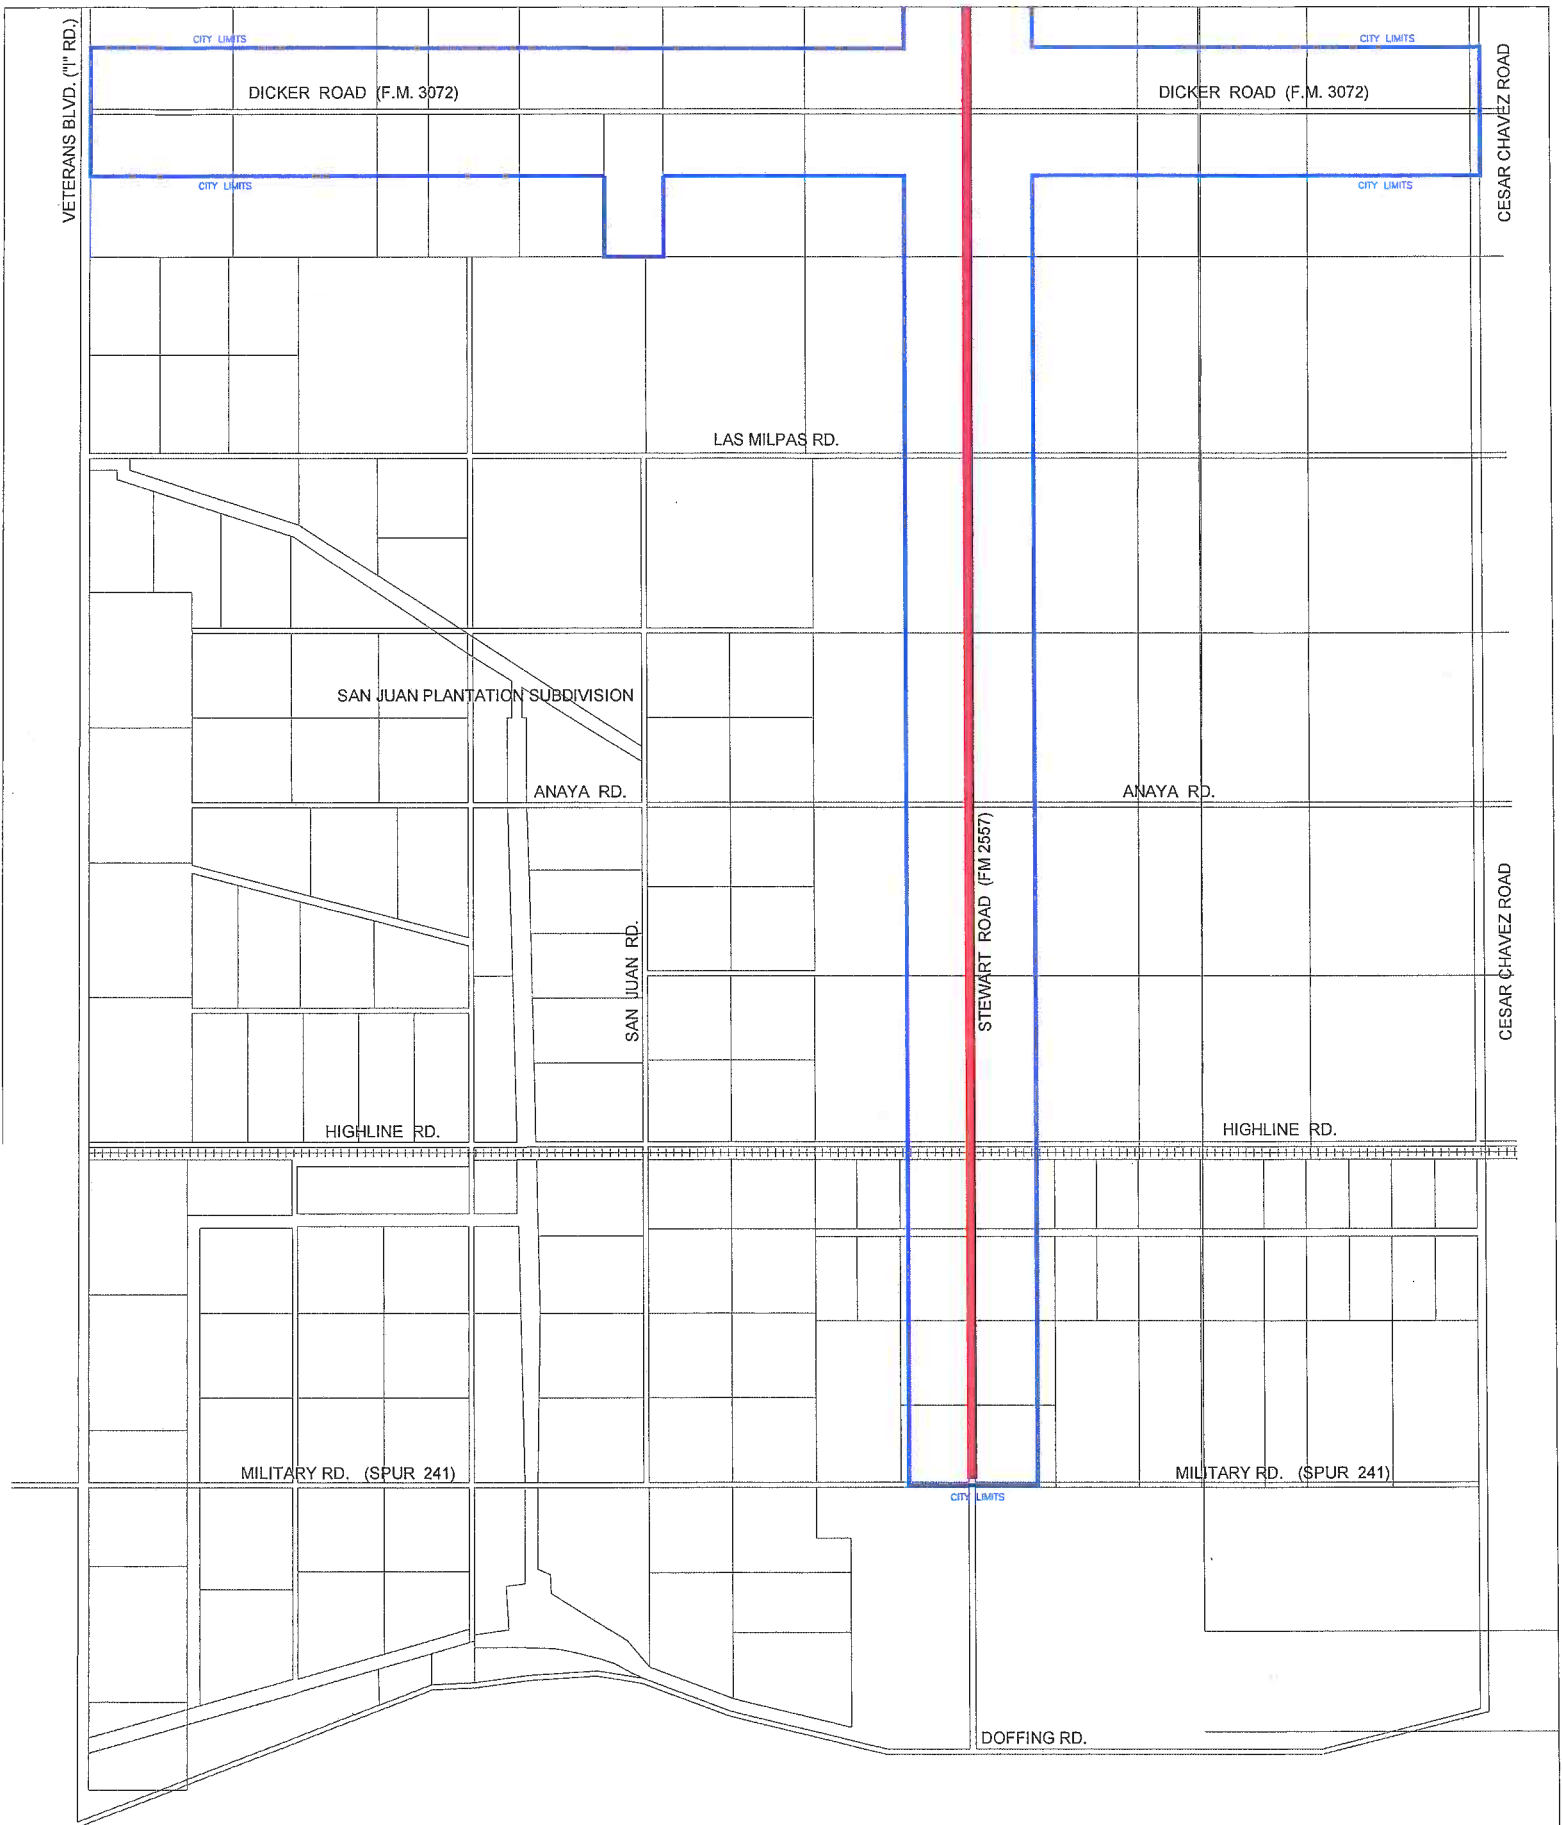 CITY LIMITS
CITY LIMITS
VETERANS BLVD. ("I" RD.)
DICKER ROAD (F.M. 3072)
DICKER ROAD (F.M. 3072)
CESAR CHAVEZ ROAD
CITY LIMITS
CITY LIMITS
LAS MILPAS RD.
SAN JUAN PLANTATION SUBDIVISION
ANAYA RD.
ANAYA RD.
STEWART ROAD (FM 2557)
SAN JUAN RD.
CESAR CHAVEZ ROAD
HIGHLINE RD.
HIGHLINE RD.
MILITARY RD. (SPUR 241)
MILITARY RD. (SPUR 241)
CITY LIMITS
DOFFING RD.